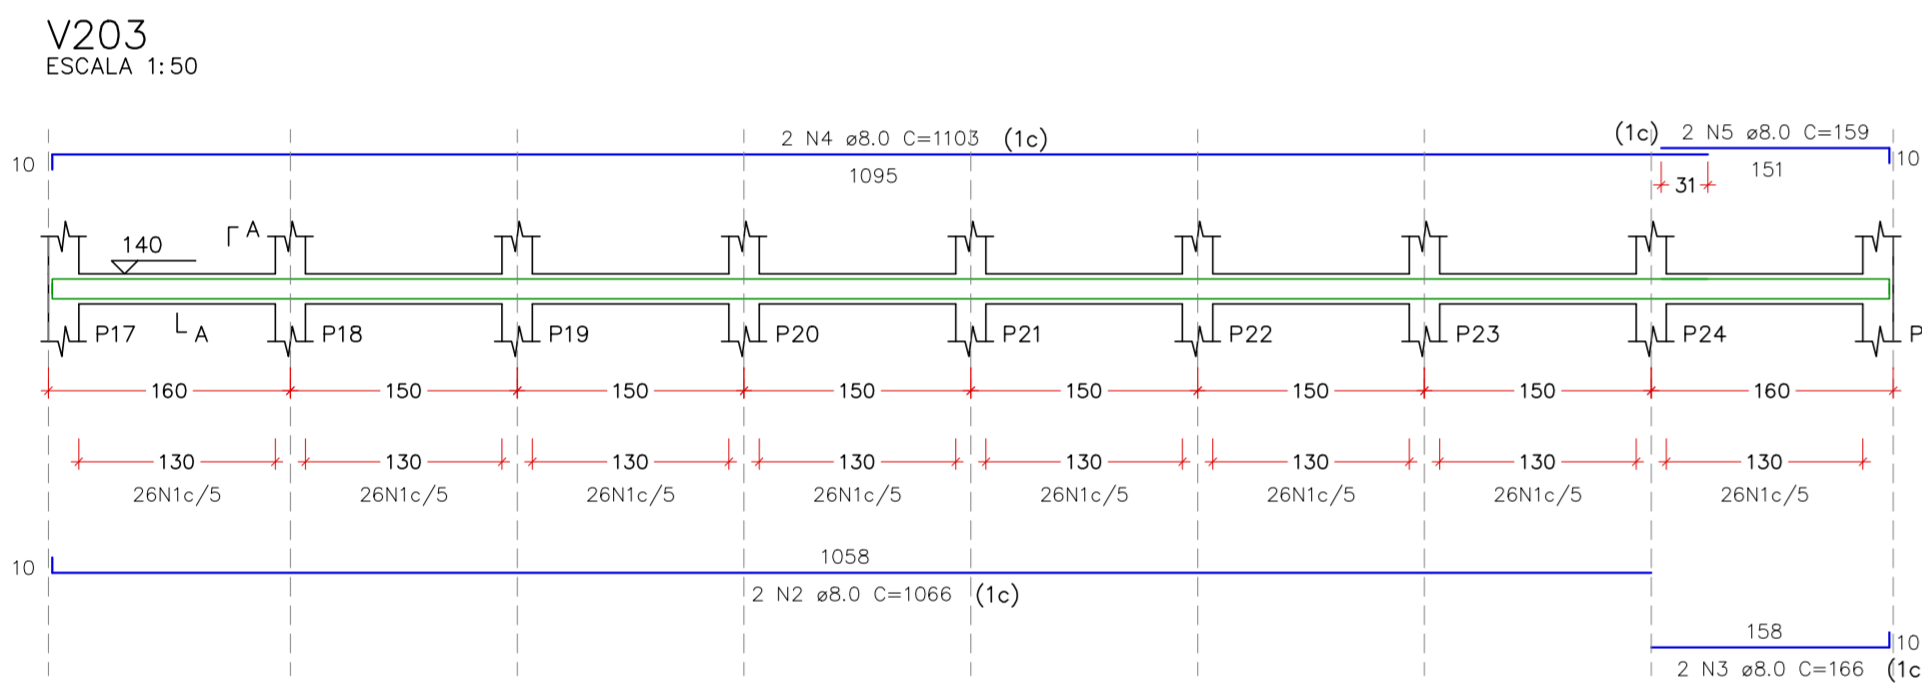 V203
ESCALA 1:50
2 N4 ø8.0 C=1103 (1c)
(1c) 2 N5 ø8.0 C=159
10
10
1095
151
31
140
A
A
P17
P18
P19
P20
P21
P22
P23
P24
P
160
150
150
150
150
150
150
160
130
130
130
130
130
130
130
130
26N1c/5
26N1c/5
26N1c/5
26N1c/5
26N1c/5
26N1c/5
26N1c/5
26N1c/5
1058
10
2 N2 ø8.0 C=1066 (1c)
158
10
2 N3 ø8.0 C=166 (1c